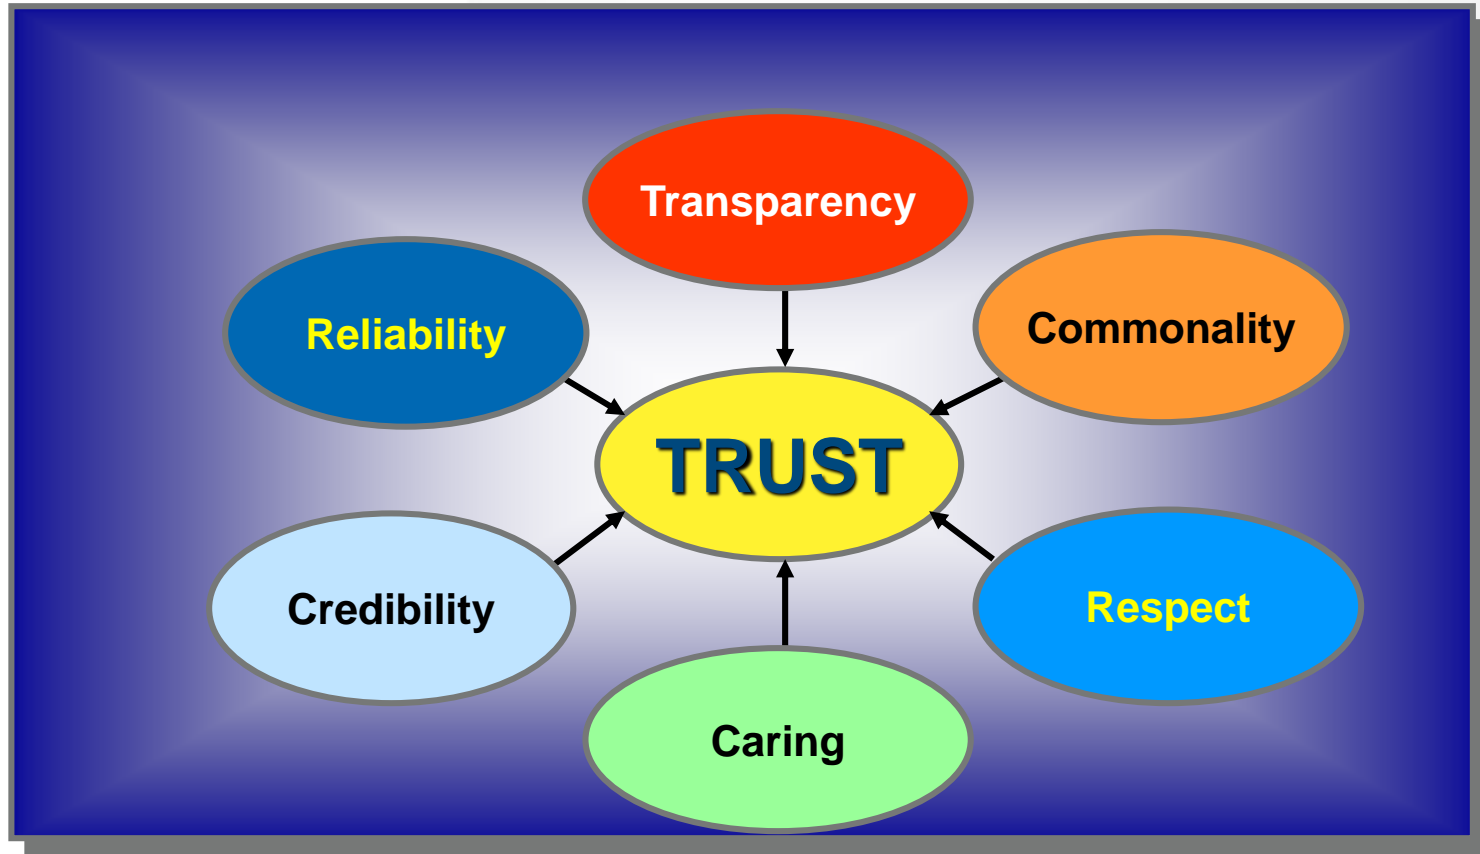 Transparency
Reliability
Commonality
TRUST
Credibility
Respect
Caring